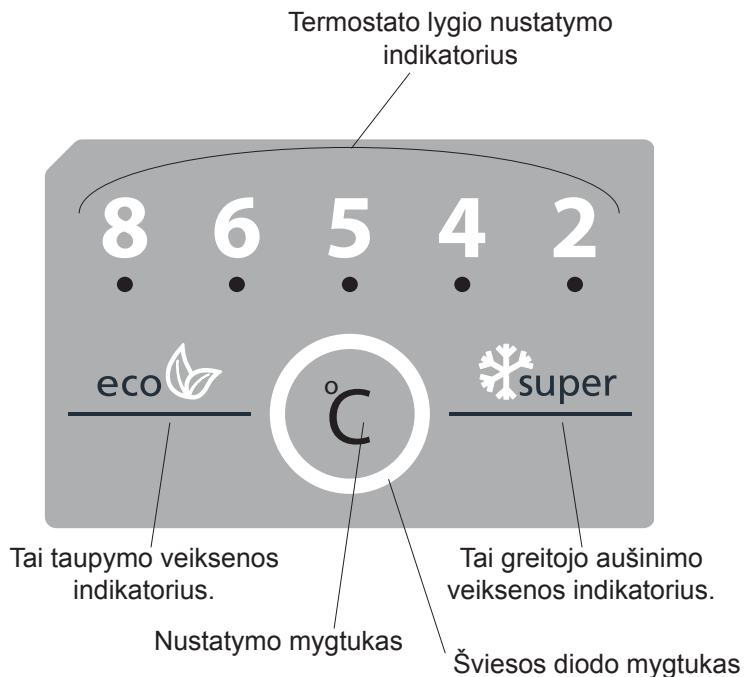 Termostato lygio nustatymo
indikatorius
8 6 5 4 2
eco
super
°C
Tai taupymo veiksenos
indikatorius.
Tai greitojo aušinimo
veiksenos indikatorius.
Nustatymo mygtukas
Šviesos diodo mygtukas